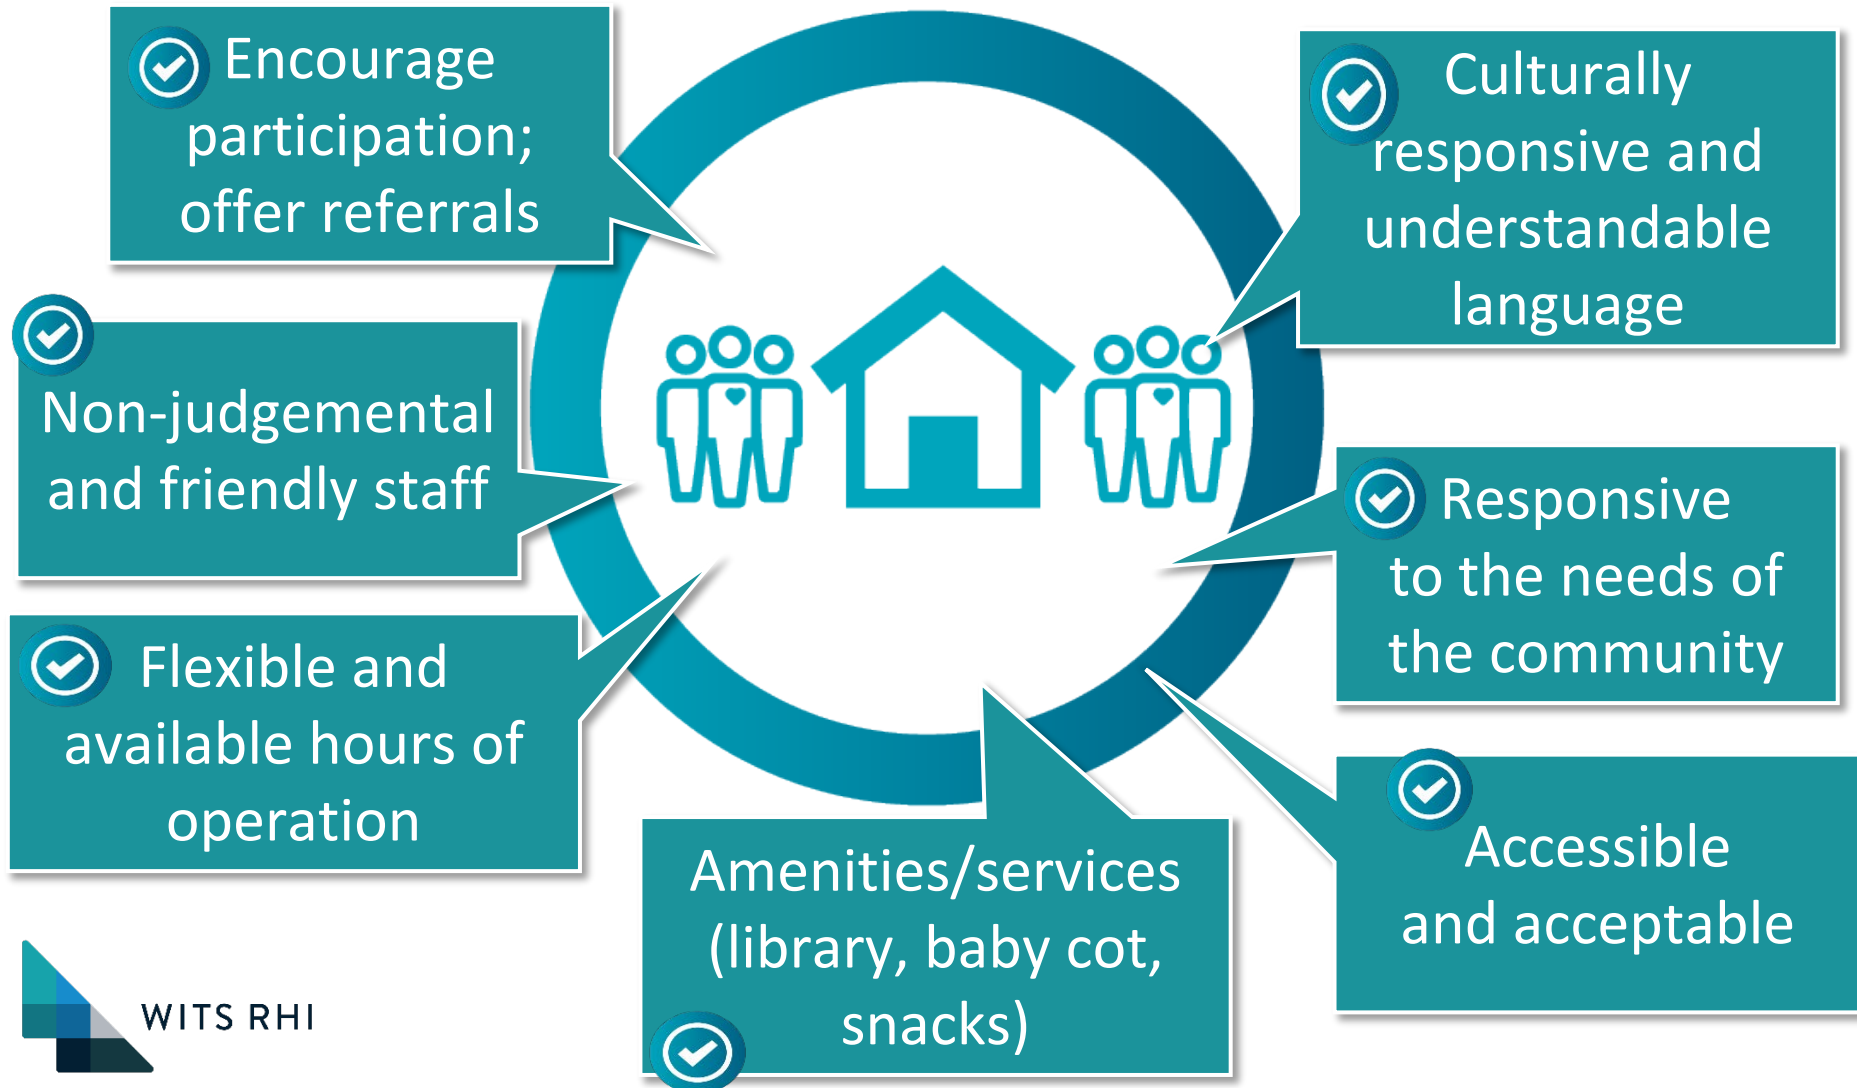 Encourage
participation;
offer referrals
Culturally
responsive and
understandable
language
Non-judgemental
and friendly staff
Responsive
to the needs of
the community
Flexible and
available hours of
operation
Amenities/services
(library, baby cot,
snacks)
Accessible
and acceptable
WITS RHI